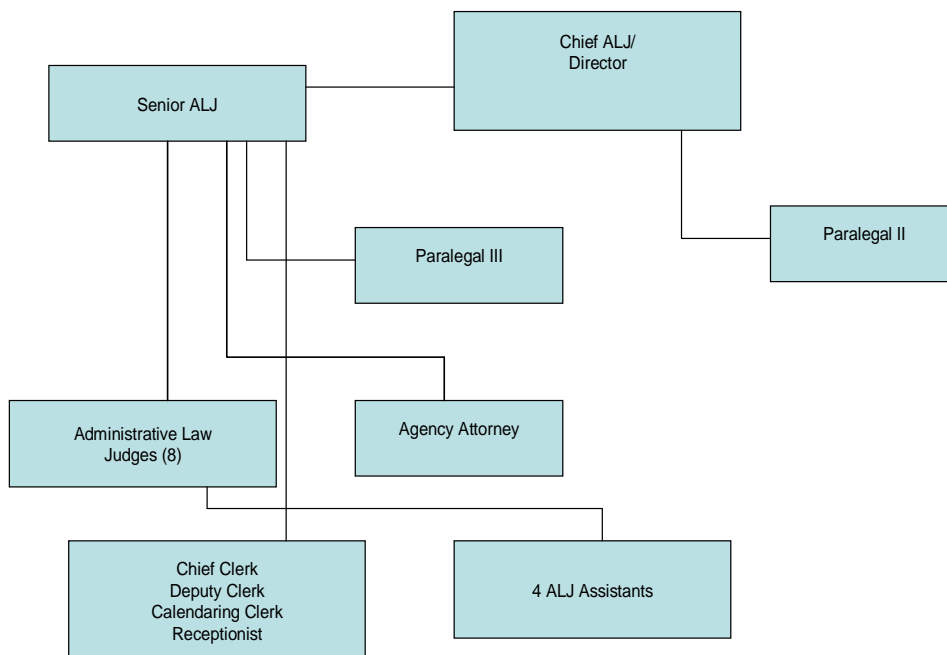 Chief ALJ/
Director
Senior ALJ
Paralegal II
Paralegal III
Administrative Law
Judges (8)
Agency Attorney
Chief Clerk
Deputy Clerk
Calendaring Clerk
Receptionist
4 ALJ Assistants